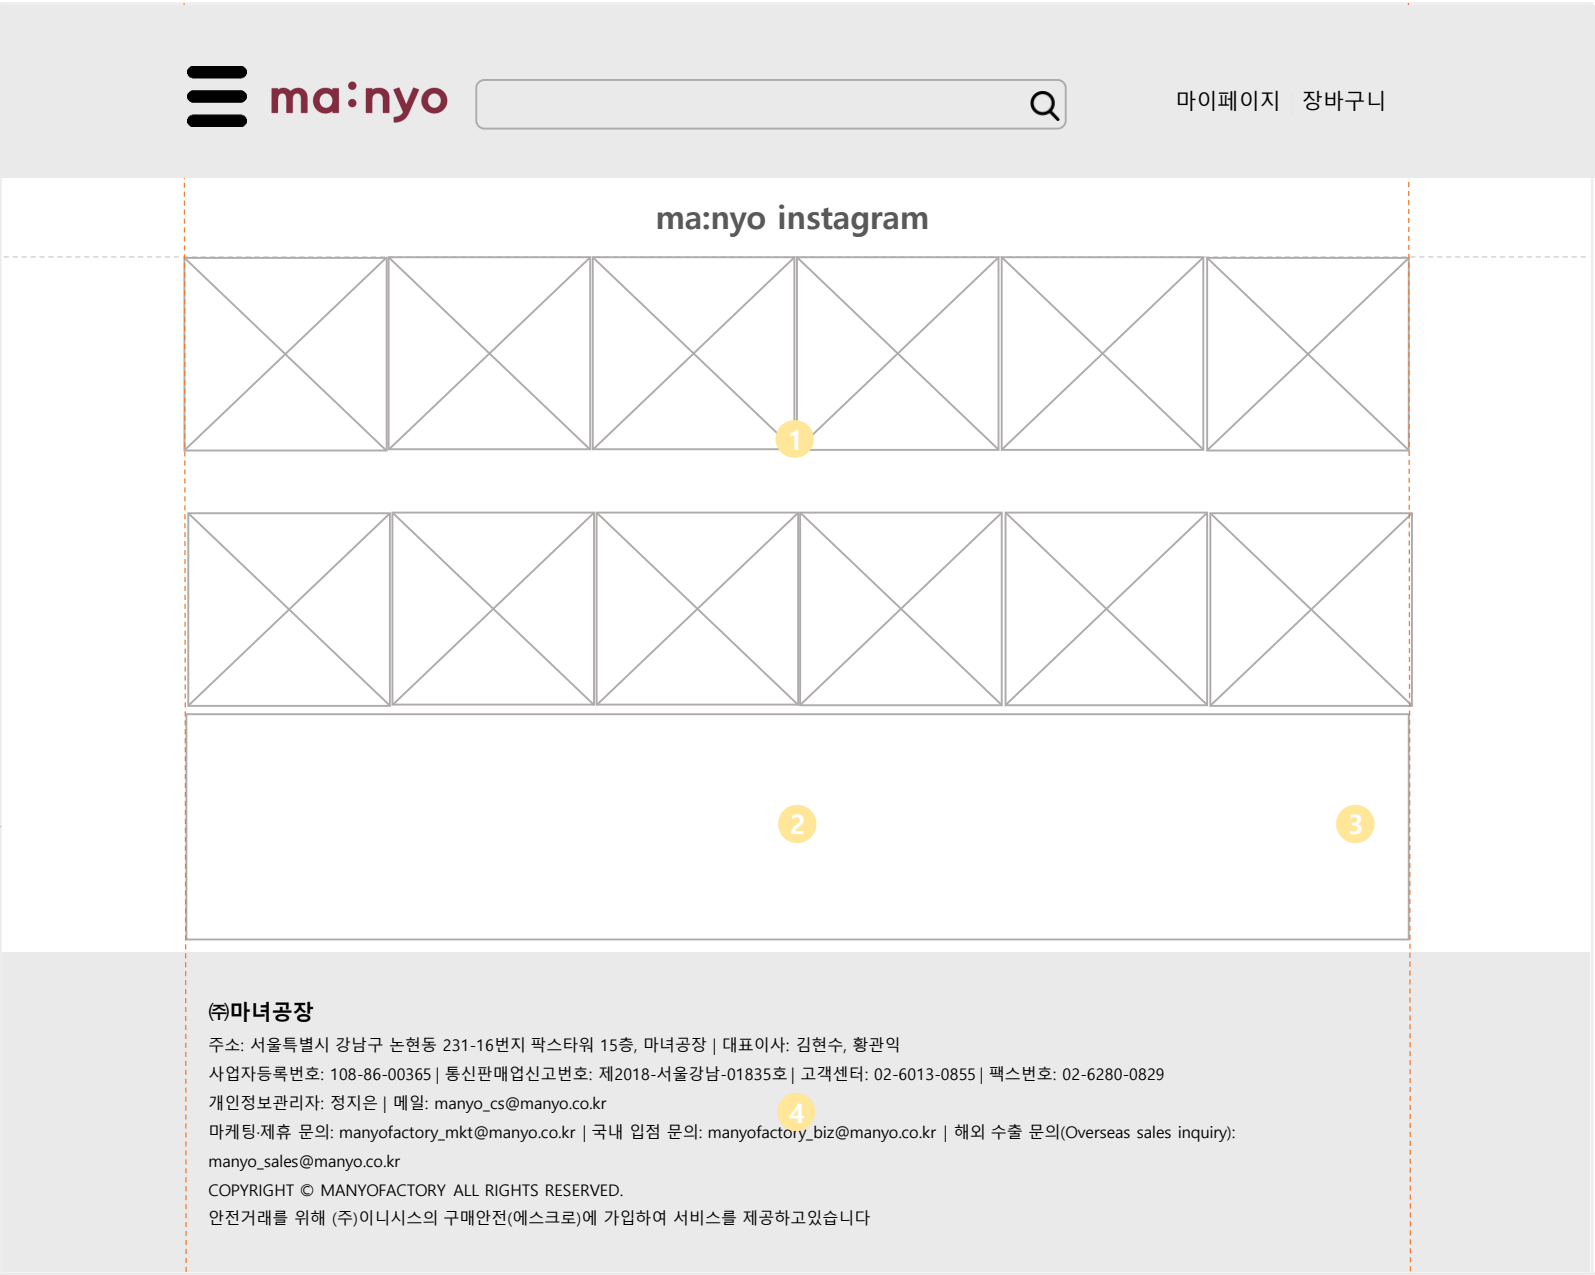 ma:nyo
마이페이지 장바구니
ma:nyo instagram
1
2
3
㈜마녀공장
주소: 서울특별시 강남구 논현동 231-16번지 팍스타워 15층, 마녀공장 | 대표이사: 김현수, 황관익
사업자등록번호: 108-86-00365 | 통신판매업신고번호: 제2018-서울강남-01835호 | 고객센터: 02-6013-0855 | 팩스번호: 02-6280-0829
개인정보관리자: 정지은 | 메일: manyo_cs@manyo.co.kr
4
마케팅·제휴 문의: manyofactory_mkt@manyo.co.kr | 국내 입점 문의: manyofactory_biz@manyo.co.kr | 해외 수출 문의(Overseas sales inquiry):
manyo_sales@manyo.co.kr
COPYRIGHT © MANYOFACTORY ALL RIGHTS RESERVED.
안전거래를 위해 (주)이니시스의 구매안전(에스크로)에 가입하여 서비스를 제공하고있습니다